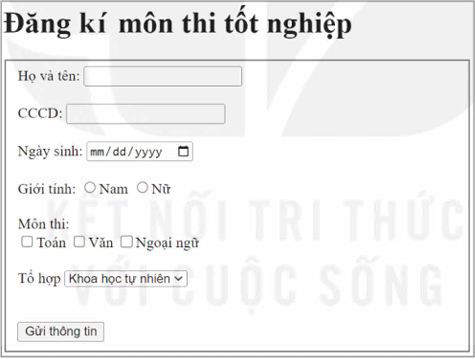 Đăng kí môn thi tốt nghiệp
Họ và tên:
CCCD:
Ngày sinh: mm/dd/yyyy
Giới tính: Nam Nữ
Môn thi:
Toán Văn Ngoại ngữ
Tổ hợp Khoa học tự nhiên
Gửi thông tin
KẾT NỐI TRI THỨC
VỚI CUỘC SỐNG